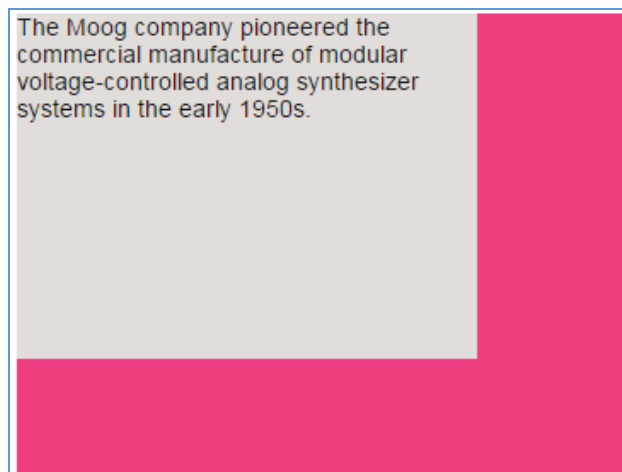 The Moog company pioneered the
commercial manufacture of modular
voltage-controlled analog synthesizer
systems in the early 1950s.